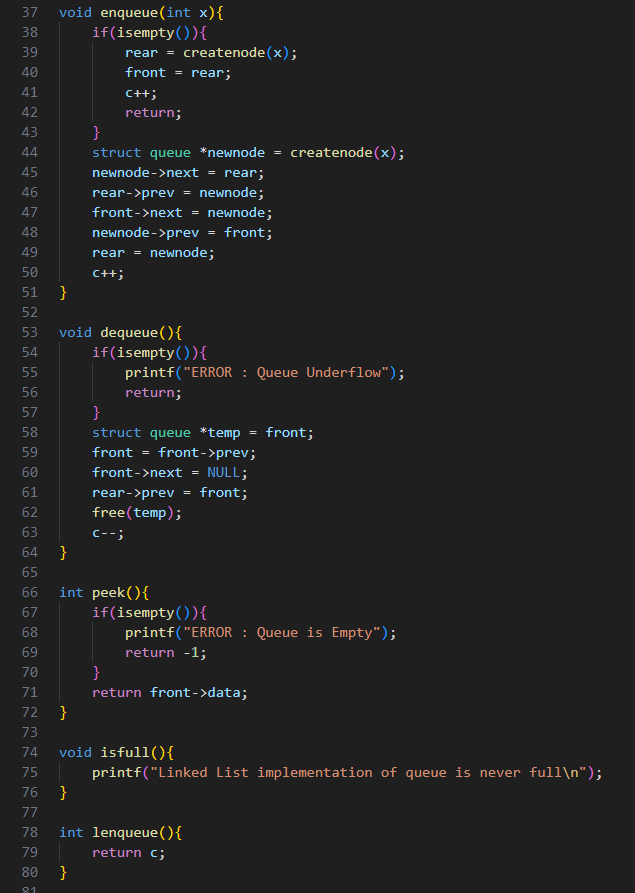 37 void enqueue(int x){
38     if(isempty()){
39         rear = createnode(x);
40         front = rear;
41         c++;
42         return;
43     }
44     struct queue *newnode = createnode(x);
45     newnode->next = rear;
46     rear->prev = newnode;
47     front->next = newnode;
48     newnode->prev = front;
49     rear = newnode;
50     c++;
51 }
52
53 void dequeue(){
54     if(isempty()){
55         printf("ERROR : Queue Underflow");
56         return;
57     }
58     struct queue *temp = front;
59     front = front->prev;
60     front->next = NULL;
61     rear->prev = front;
62     free(temp);
63     c--;
64 }
65
66 int peek(){
67     if(isempty()){
68         printf("ERROR : Queue is Empty");
69         return -1;
70     }
71     return front->data;
72 }
73
74 void isfull(){
75     printf("Linked List implementation of queue is never full\n");
76 }
77
78 int lenqueue(){
79     return c;
80 }
81